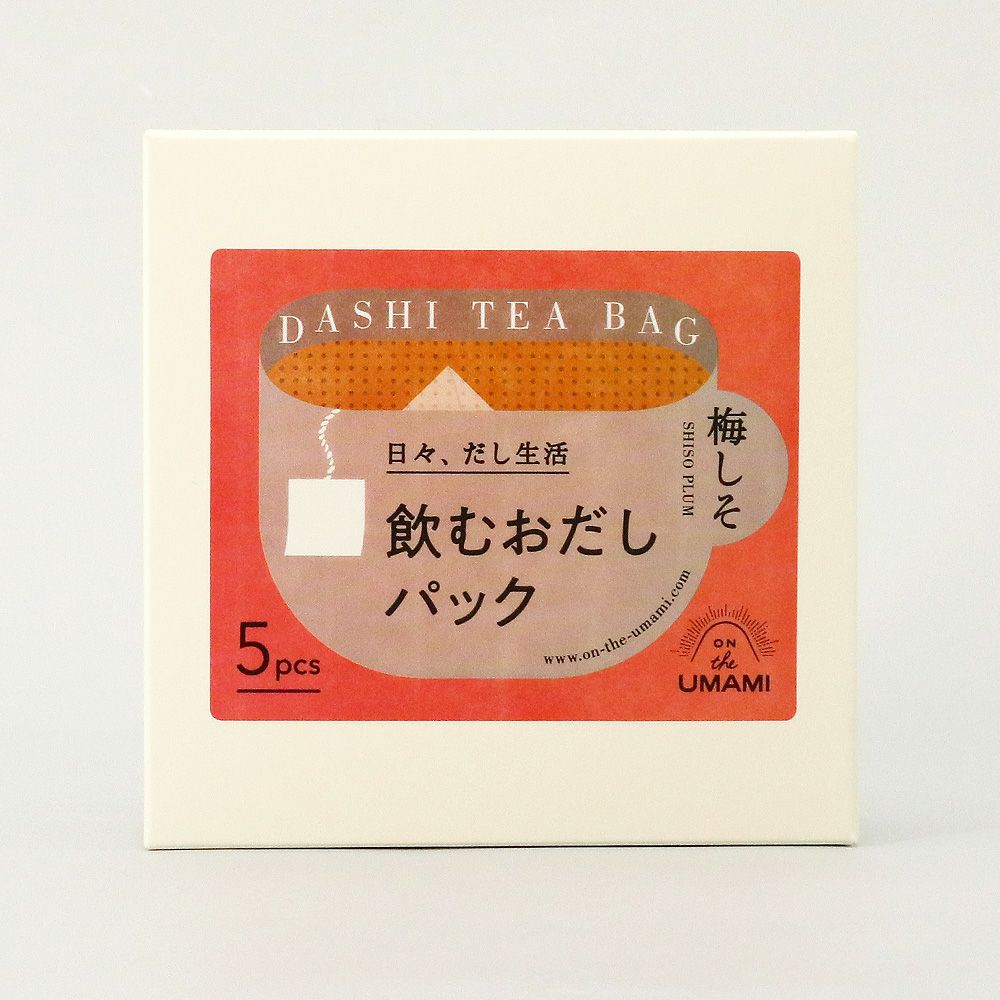 DASHI TEA BAG
梅しそ
SHISO PLUM
日々、だし生活
飲むおだし
パック
www.on-the-umami.com
5pcs
ON
the
UMAMI